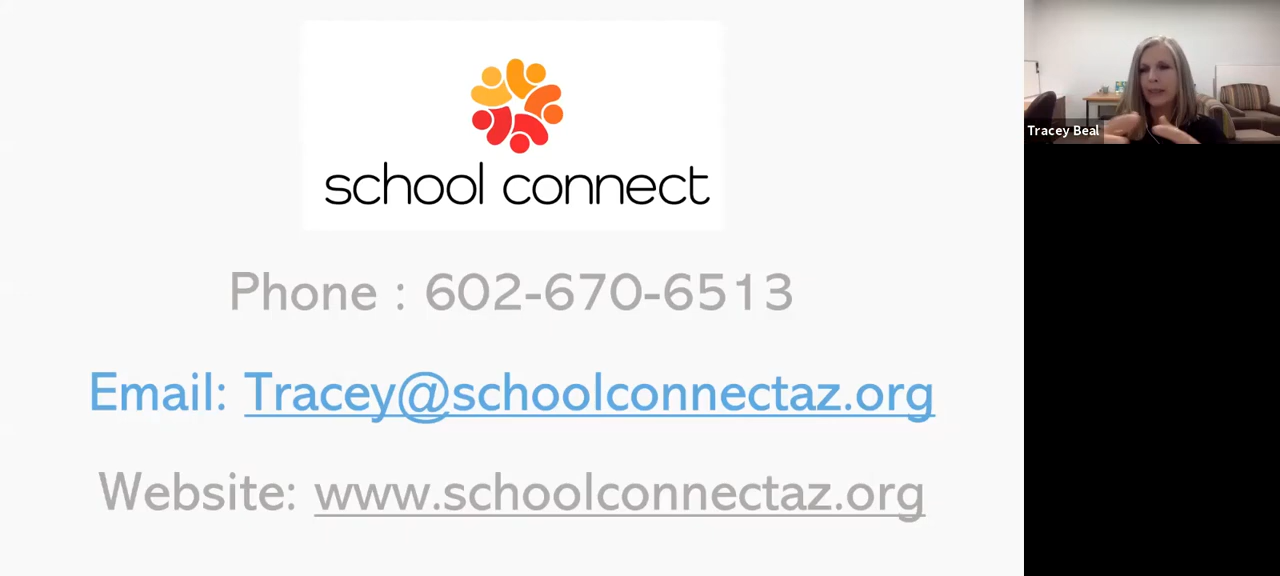 school connect
Phone : 602-670-6513
Email: Tracey@schoolconnectaz.org
Website: www.schoolconnectaz.org
Tracey Beal